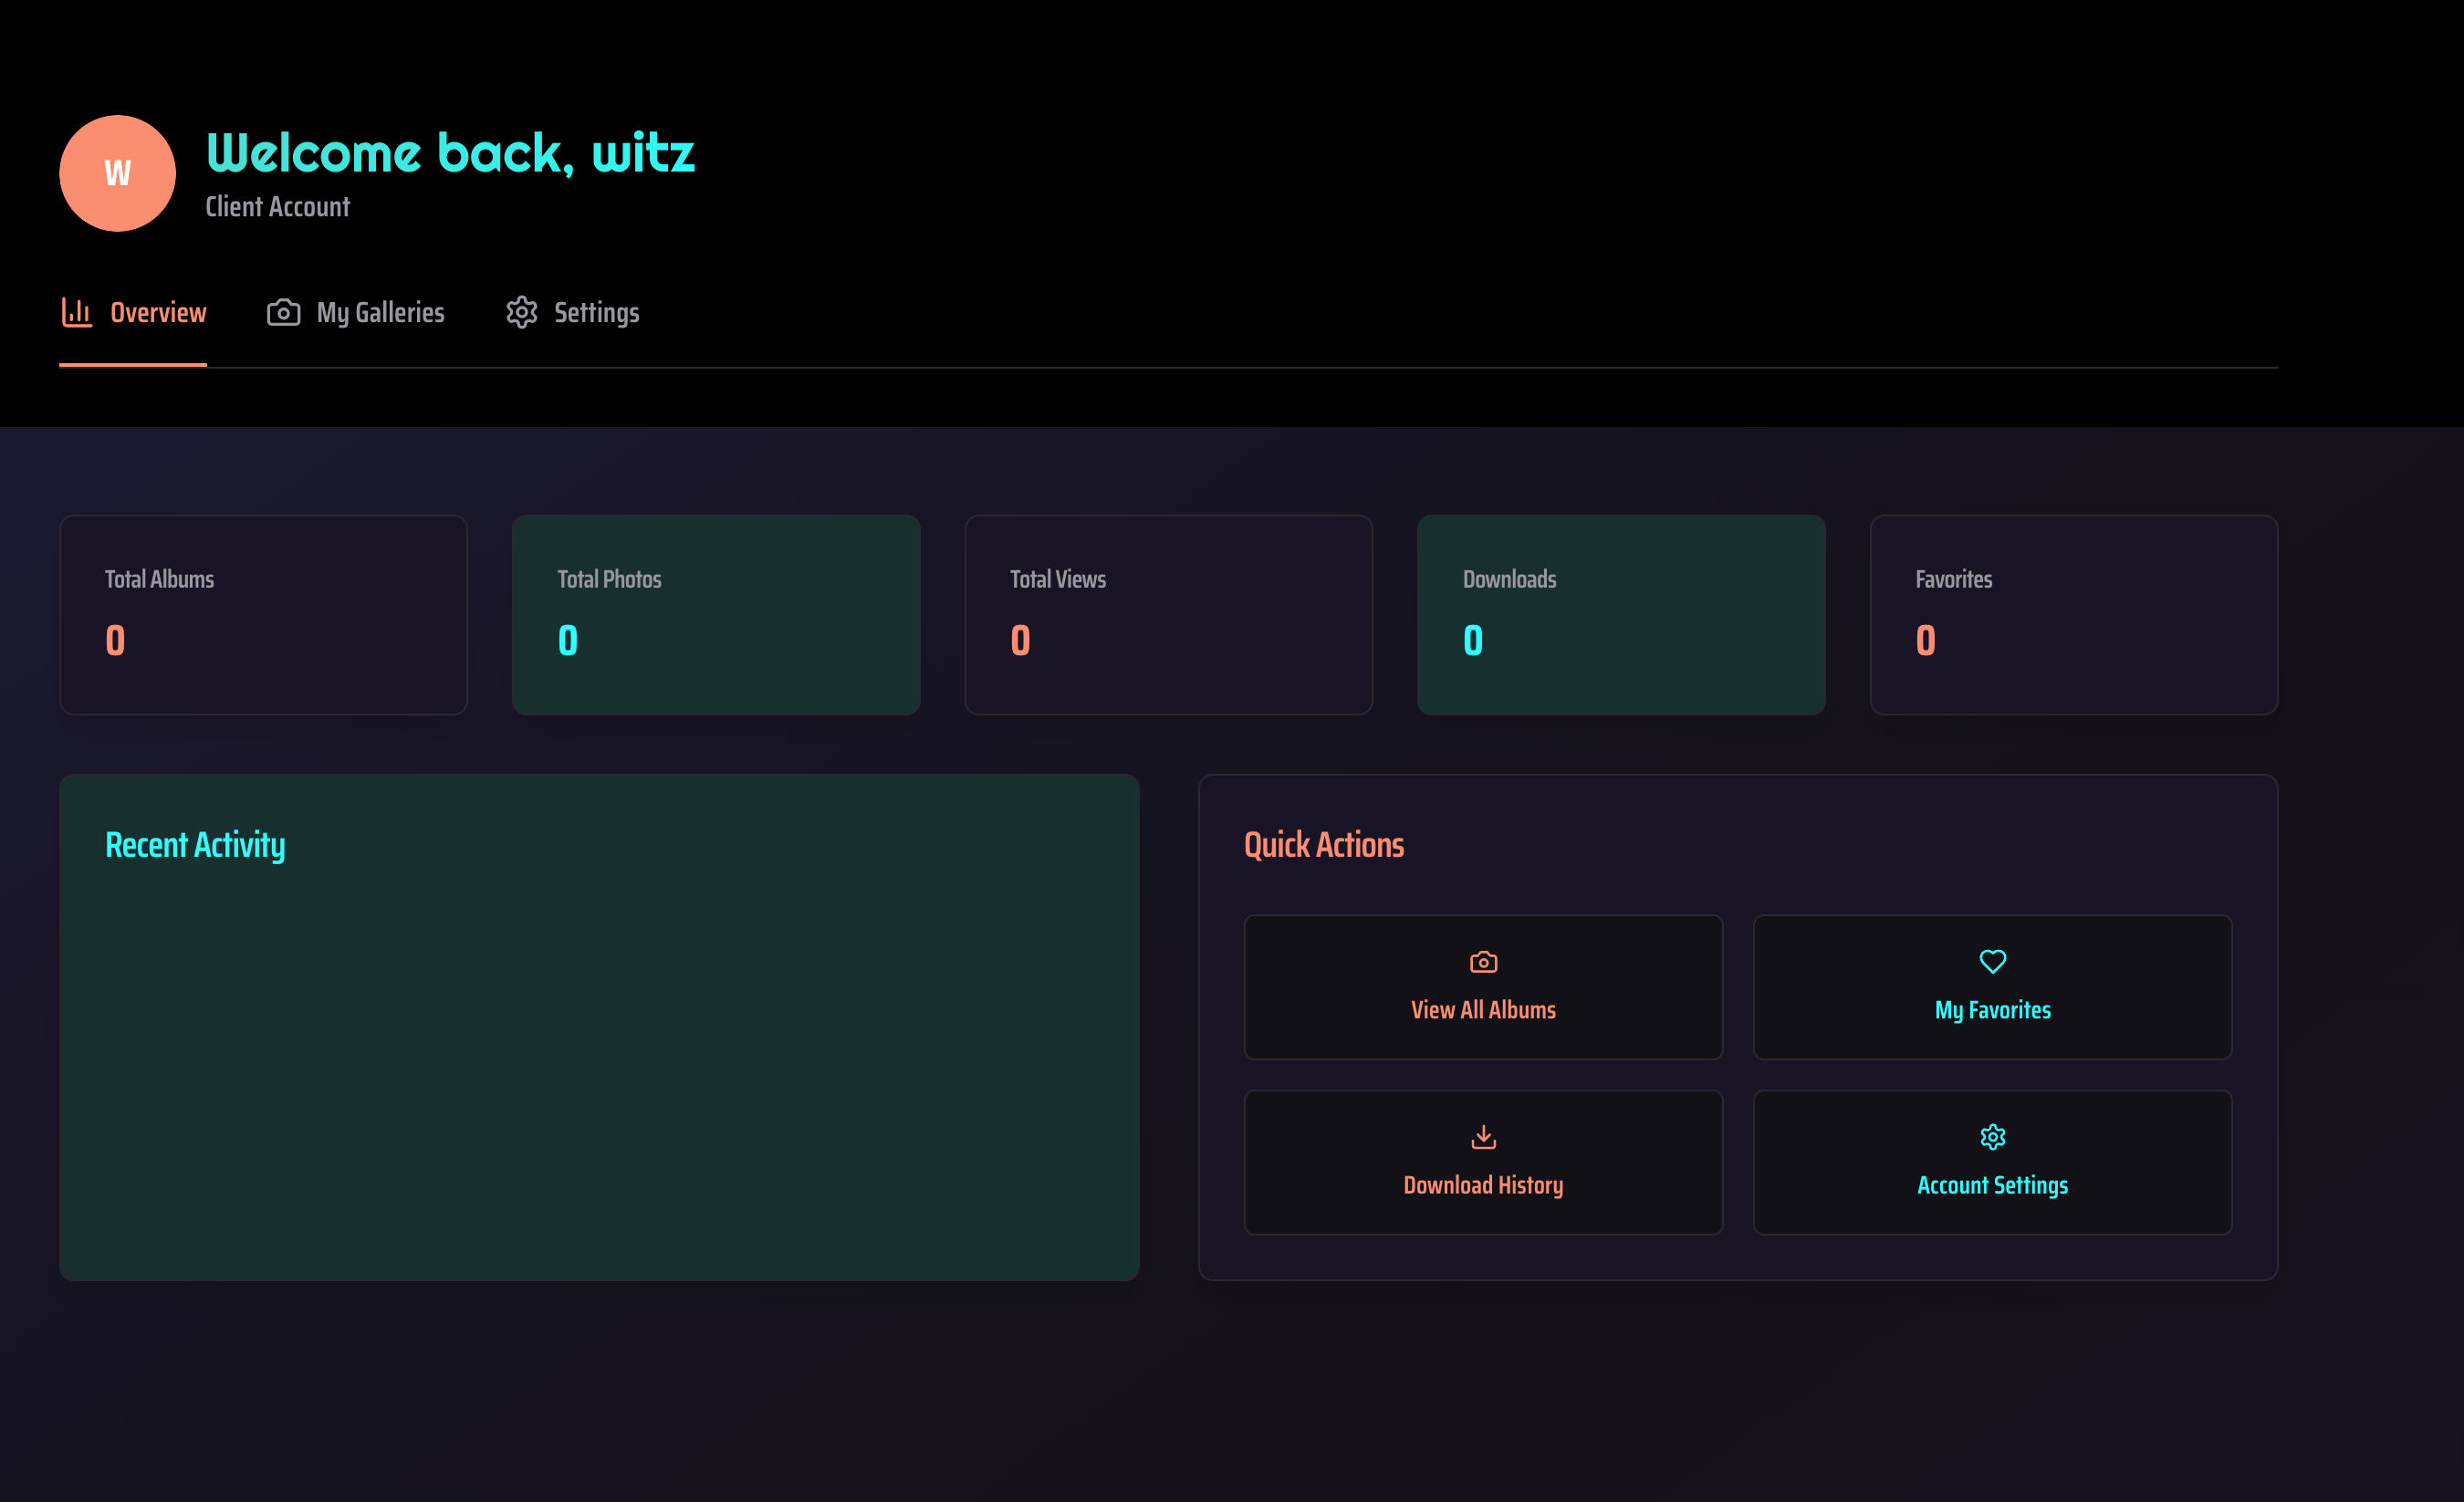 W
Welcome back, witz
Client Account
Overview
My Galleries
Settings
Total Albums
0
Total Photos
0
Total Views
0
Downloads
0
Favorites
0
Recent Activity
Quick Actions
View All Albums
My Favorites
Download History
Account Settings